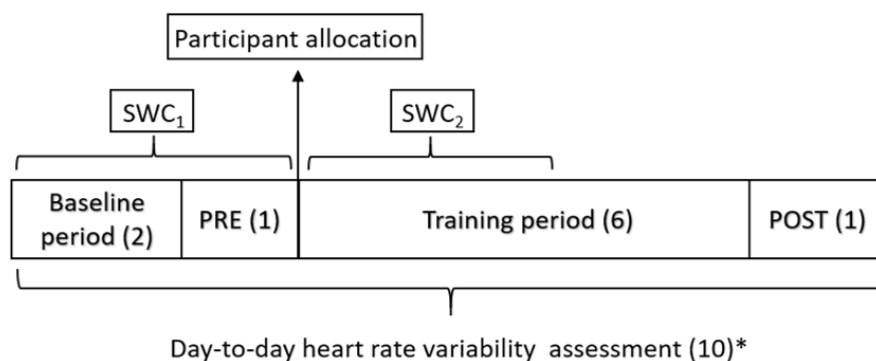 Participant allocation
SWC₁
SWC₂
Baseline
period (2)
PRE (1)
Training period (6)
POST (1)
Day-to-day heart rate variability assessment (10)*